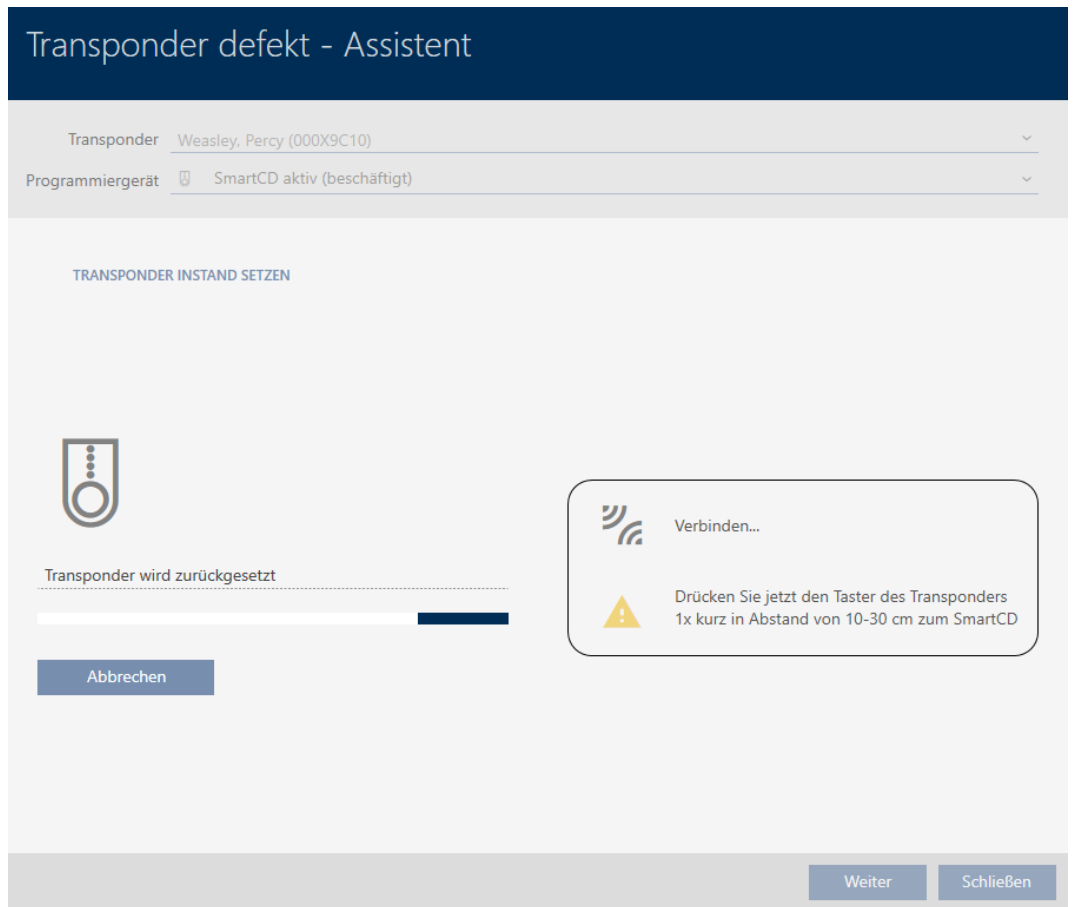 Transponder defekt - Assistent
Transponder Weasley, Percy (000X9C10)
Programmiergerät SmartCD aktiv (beschäftigt)
TRANSPONDER INSTAND SETZEN
Verbinden...
Transponder wird zurückgesetzt
Drücken Sie jetzt den Taster des Transponders
1x kurz in Abstand von 10-30 cm zum SmartCD
Abbrechen
Weiter Schließen